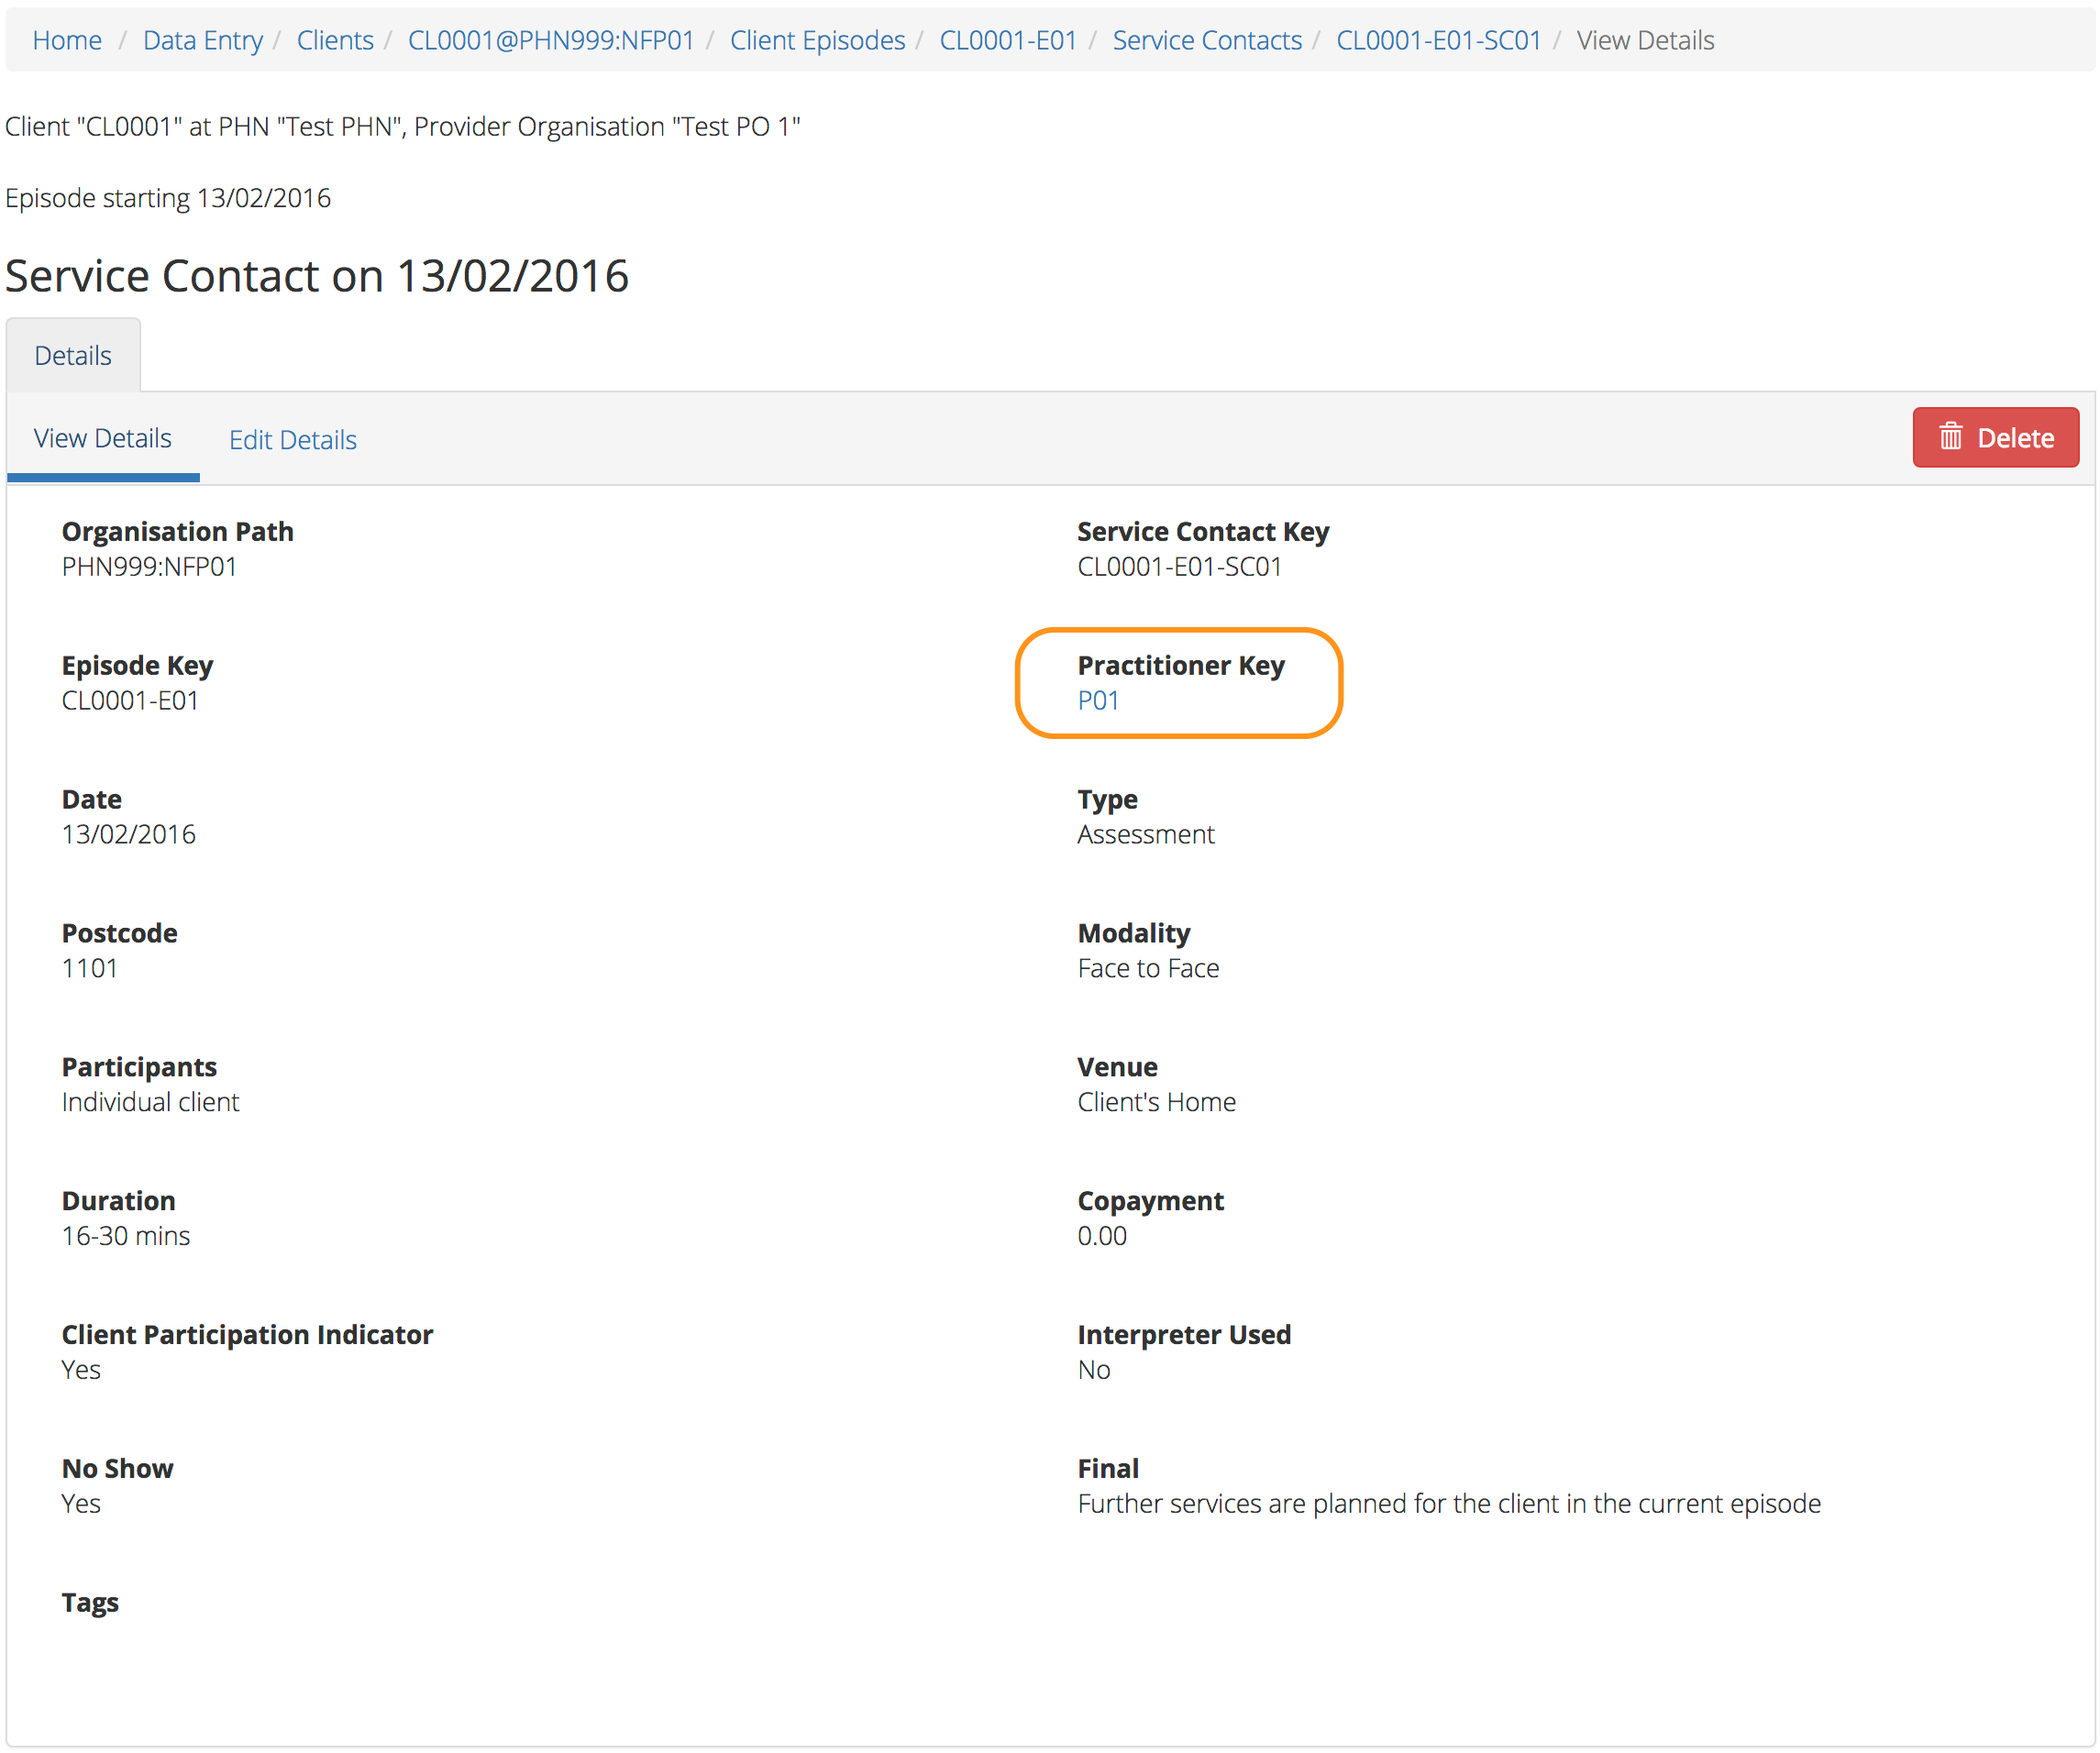 Home / Data Entry / Clients / CL0001@PHN999:NFP01 / Client Episodes / CL0001-E01 / Service Contacts / CL0001-E01-SC01 / View Details
Client "CL0001" at PHN "Test PHN", Provider Organisation "Test PO 1"
Episode starting 13/02/2016
Service Contact on 13/02/2016
Details
View Details Edit Details Delete
Organisation Path
PHN999:NFP01
Service Contact Key
CL0001-E01-SC01
Episode Key
CL0001-E01
Practitioner Key
P01
Date
13/02/2016
Type
Assessment
Postcode
1101
Modality
Face to Face
Participants
Individual client
Venue
Client's Home
Duration
16-30 mins
Copayment
0.00
Client Participation Indicator
Yes
Interpreter Used
No
No Show
Yes
Final
Further services are planned for the client in the current episode
Tags